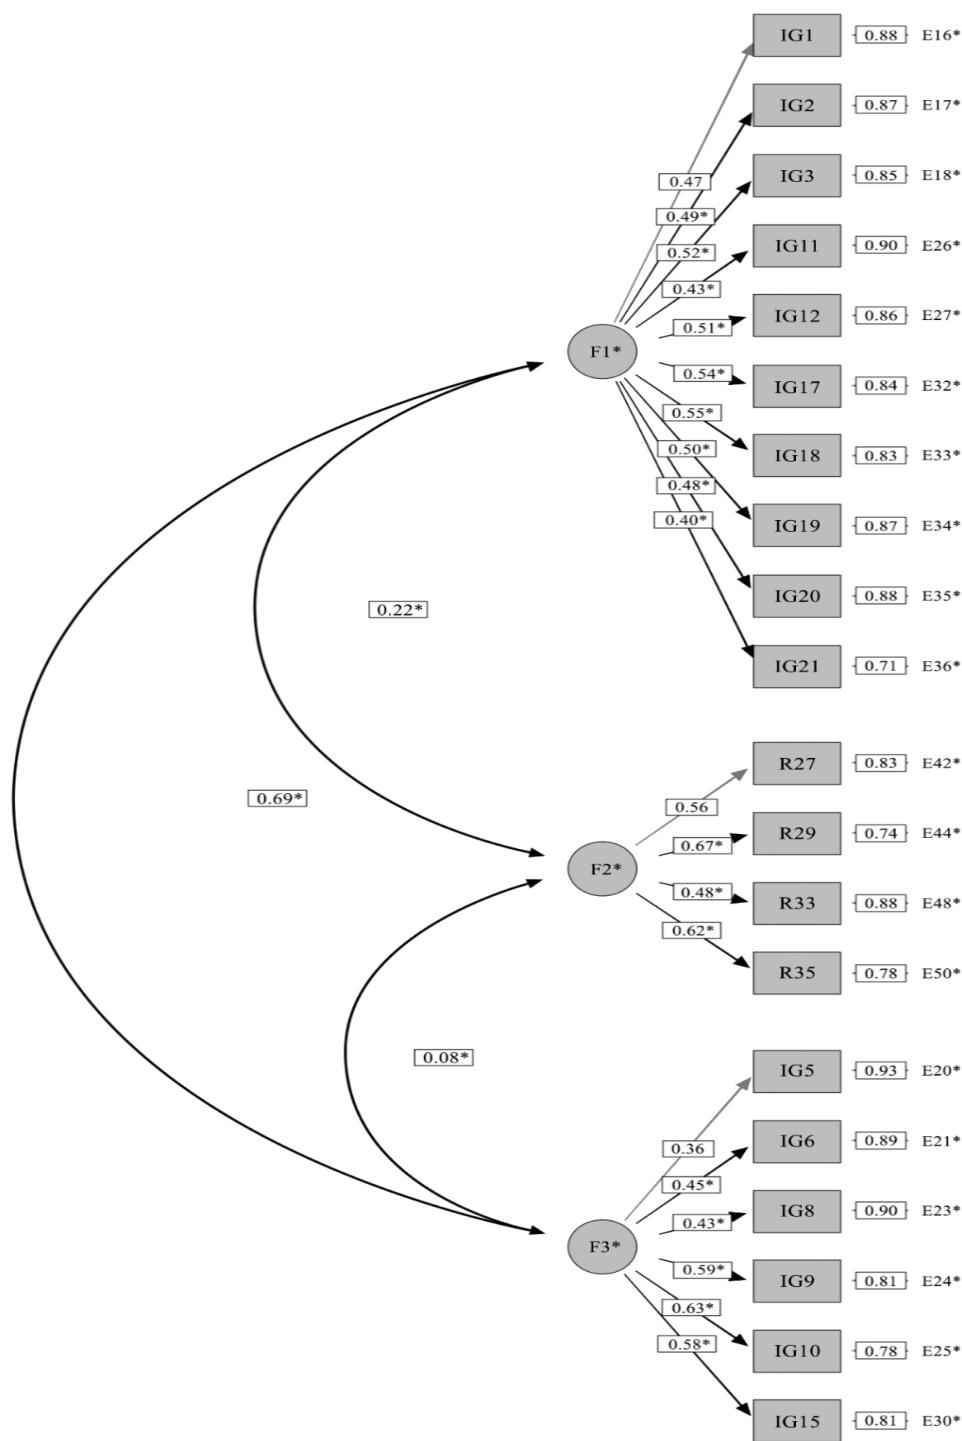 IG1 0.88 E16*
IG2 0.87 E17*
IG3 0.85 E18*
0.47
0.49*
IG11 0.90 E26*
0.52*
0.43*
IG12 0.86 E27*
0.51*
F1*
0.54*
IG17 0.84 E32*
0.55*
0.50*
IG18 0.83 E33*
0.48*
0.40*
IG19 0.87 E34*
IG20 0.88 E35*
0.22*
IG21 0.71 E36*
R27 0.83 E42*
0.69*
0.56
R29 0.74 E44*
0.67*
F2*
0.48*
R33 0.88 E48*
0.62*
R35 0.78 E50*
0.08*
IG5 0.93 E20*
IG6 0.89 E21*
0.36
0.45*
IG8 0.90 E23*
0.43*
F3*
0.59*
IG9 0.81 E24*
0.63*
0.58*
IG10 0.78 E25*
IG15 0.81 E30*